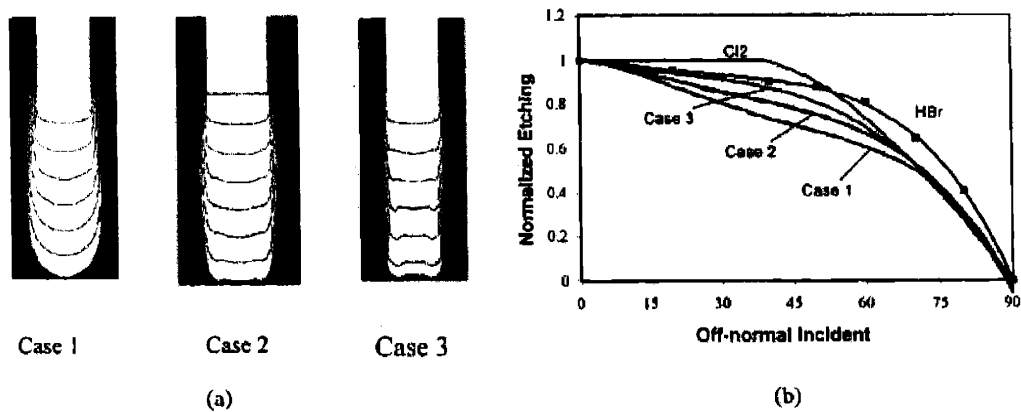 Case 1
Case 2
Case 3
(a)
Normalized Etching
1.2
1
0.8
0.6
0.4
0.2
0
Cl2
HBr
Case 3
Case 2
Case 1
0
15
30
45
60
75
90
Off-normal Incident
(b)